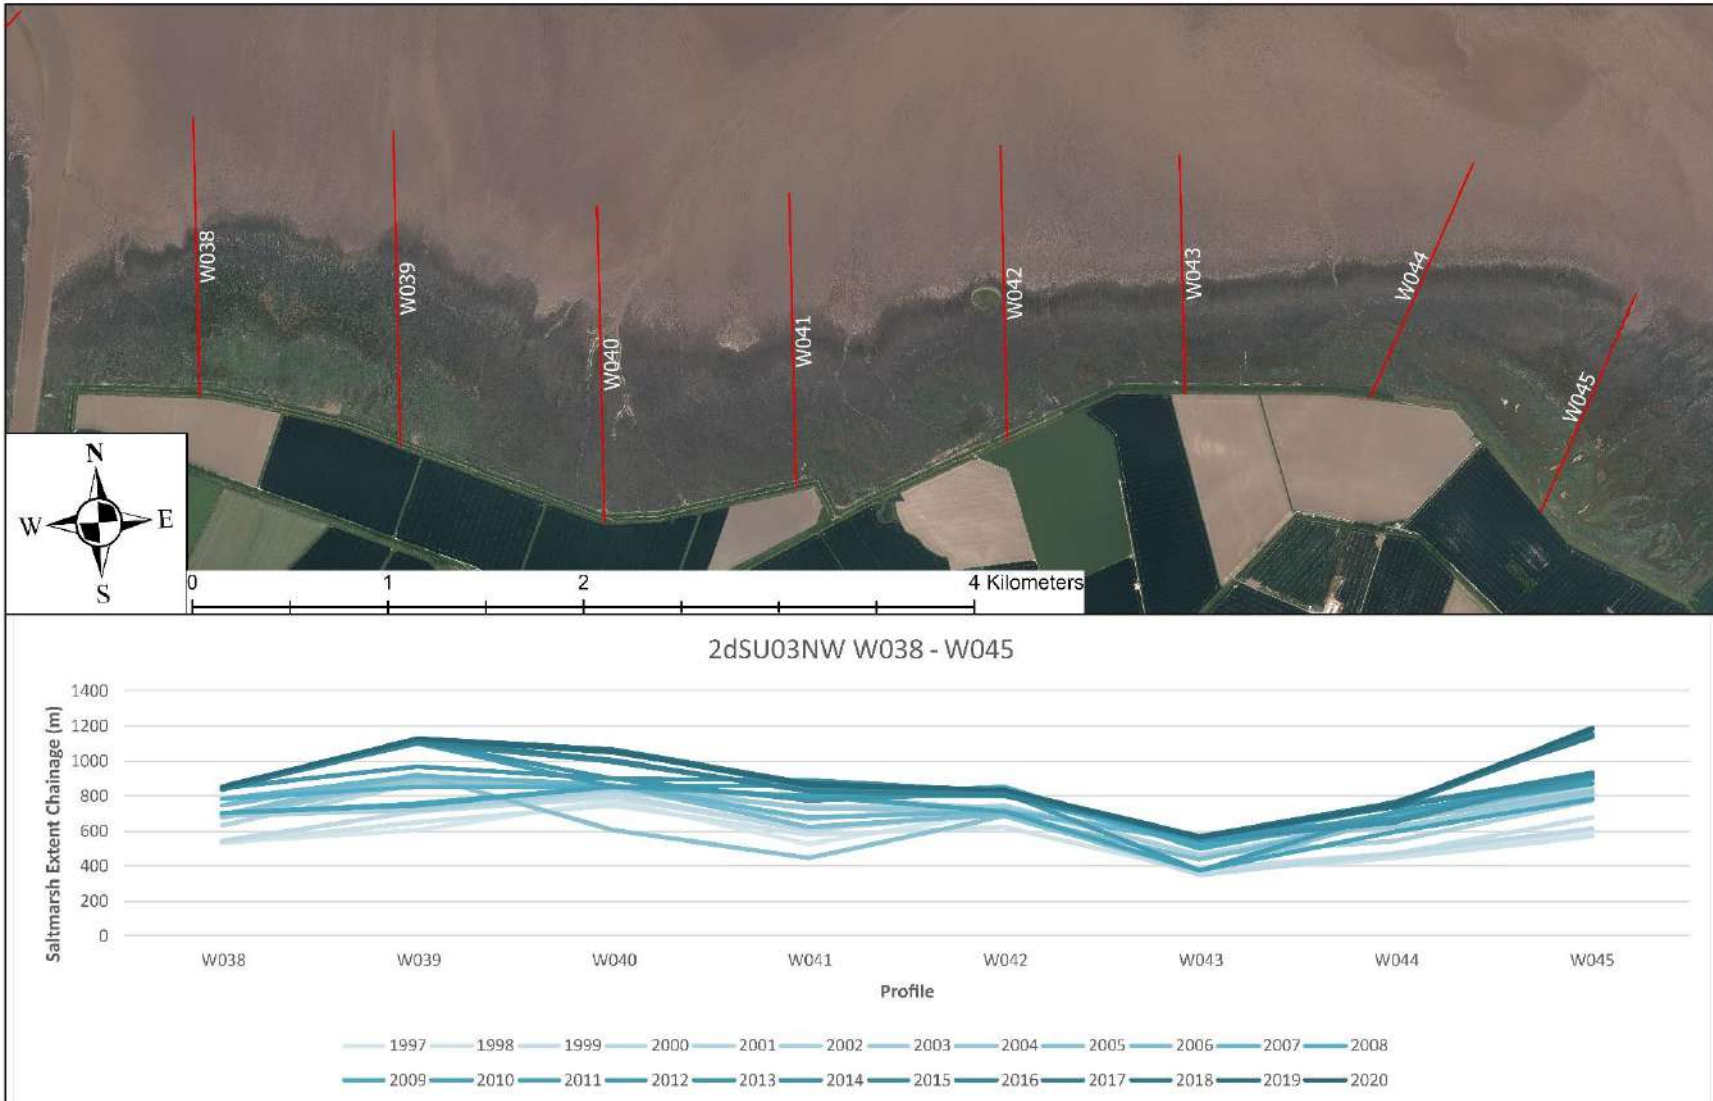 W038
W039
W040
W041
W042
W043
W044
W045
N
W E
S
0 1 2 4 Kilometers
2dSU03NW W038 - W045
Saltmarsh Extent Chainage (m)
1400
1200
1000
800
600
400
200
0
W038 W039 W040 W041 W042 W043 W044 W045
Profile
1997 1998 1999 2000 2001 2002 2003 2004 2005 2006 2007 2008
2009 2010 2011 2012 2013 2014 2015 2016 2017 2018 2019 2020